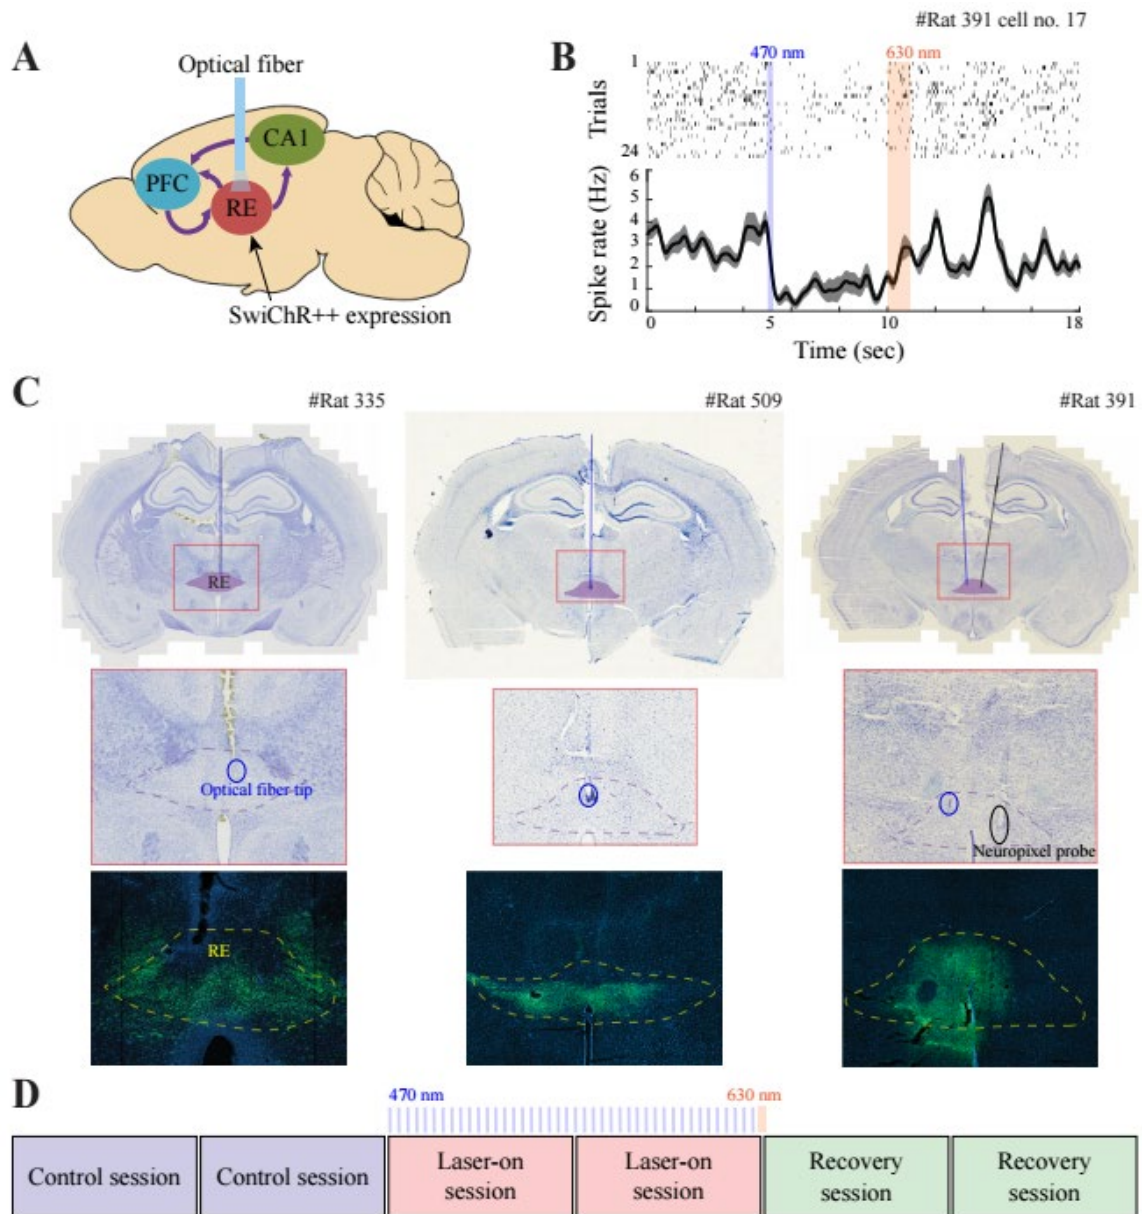 #Rat 391 cell no. 17
A
Optical fiber
CA1
PFC
RE
SwiChR++ expression
B
470 nm
630 nm
1
Trials
24
6
5
4
3
2
1
0
Spike rate (Hz)
0
5
10
18
Time (sec)
C
#Rat 335
#Rat 509
#Rat 391
RE
Optical fiber tip
Neuropixel probe
RE
D
470 nm
630 nm
Control session
Control session
Laser-on
session
Laser-on
session
Recovery
session
Recovery
session